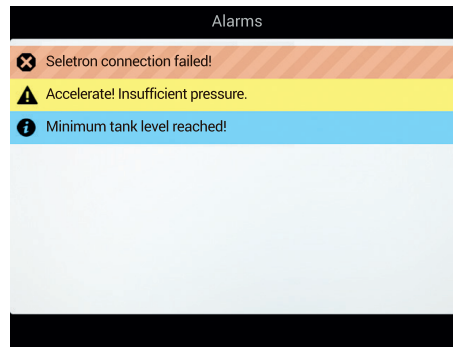 Alarms
Seletron connection failed!
Accelerate! Insufficient pressure.
Minimum tank level reached!